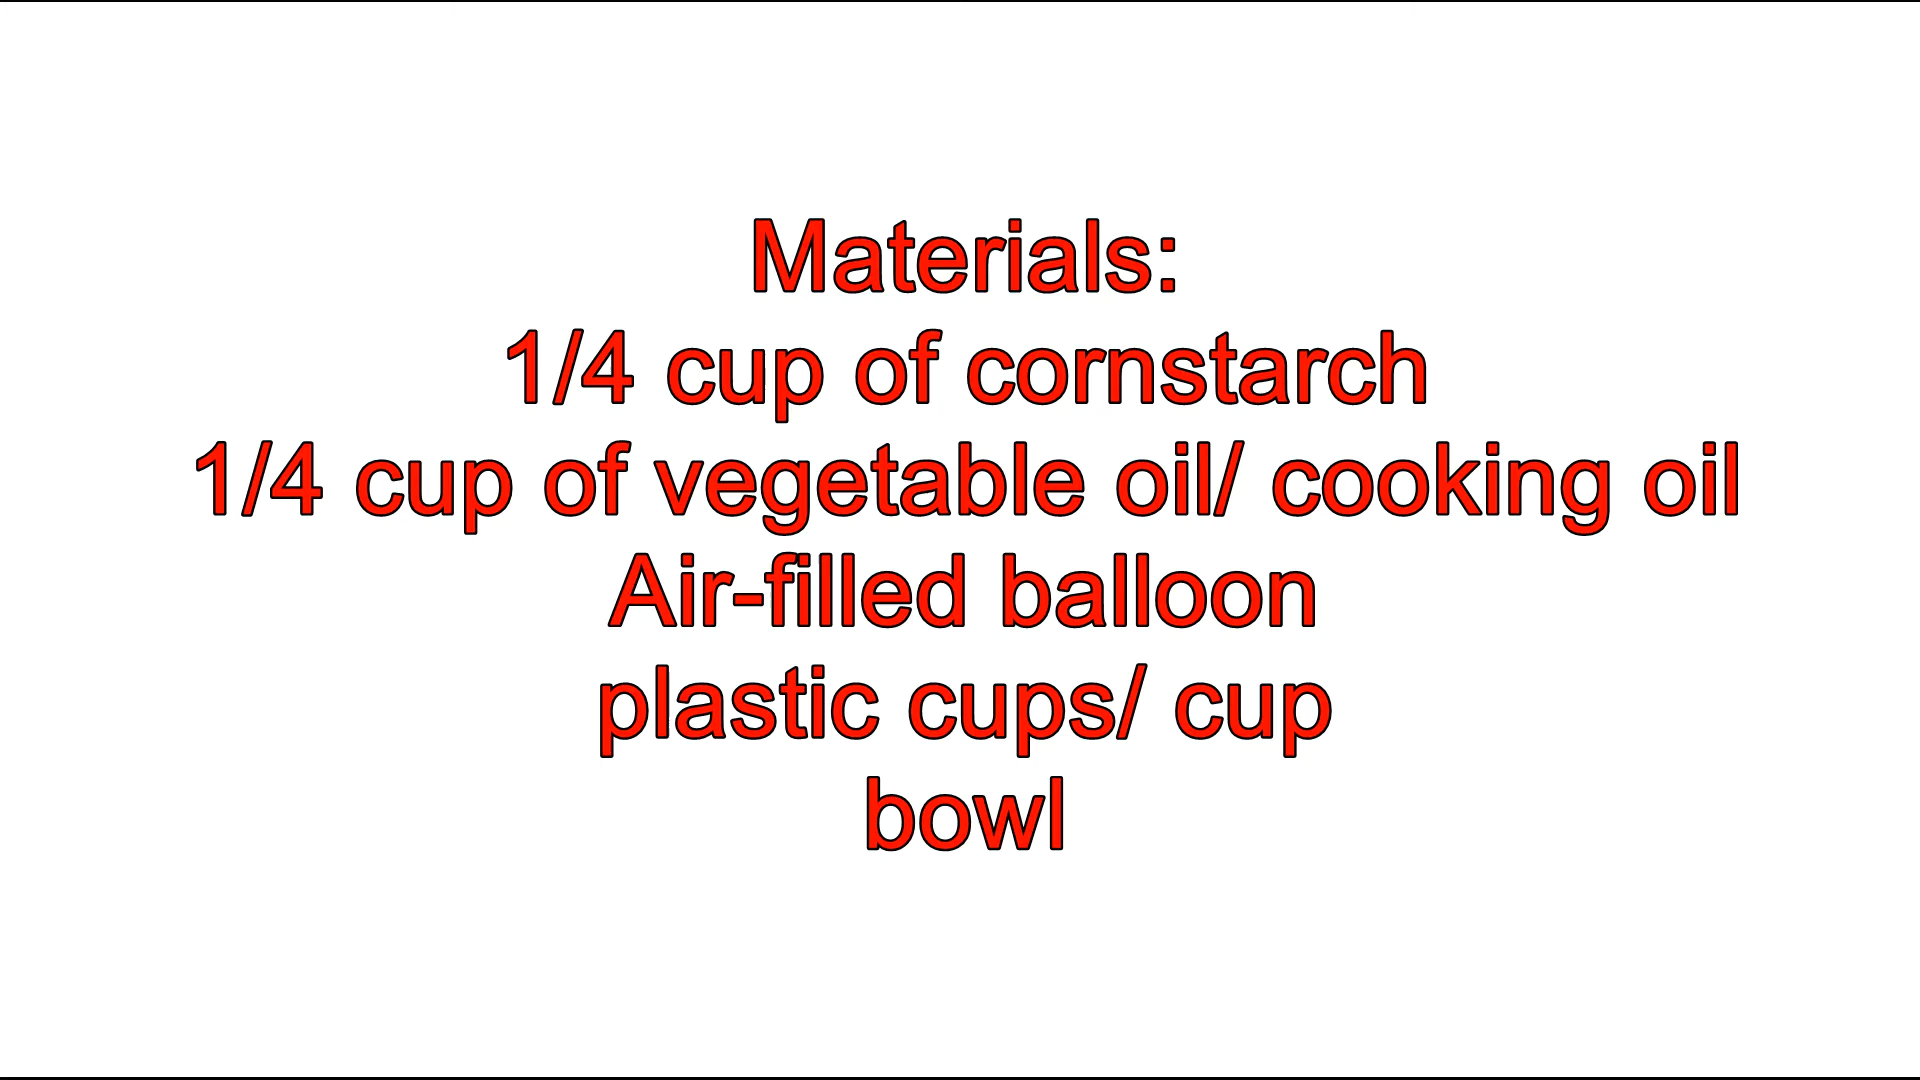 Materials:
1/4 cup of cornstarch
1/4 cup of vegetable oil/ cooking oil
Air-filled balloon
plastic cups/ cup
bowl